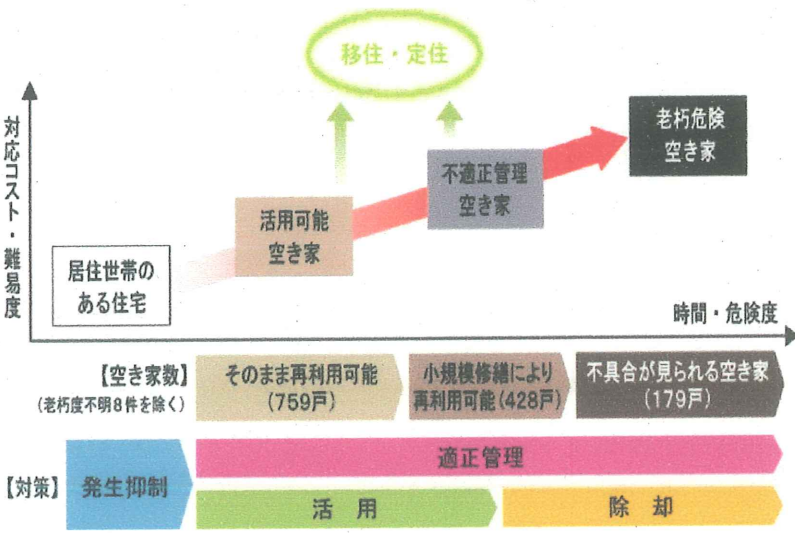 移住・定住
対応コスト・難易度
老朽危険
空き家
不適正管理
空き家
活用可能
空き家
居住世帯の
ある住宅
時間・危険度
【空き家数】
(老朽度不明8件を除く)
そのまま再利用可能
(759戸)
小規模修繕により
再利用可能(428戸)
不具合が見られる空き家
(179戸)
【対策】
発生抑制
適正管理
活 用
除 却